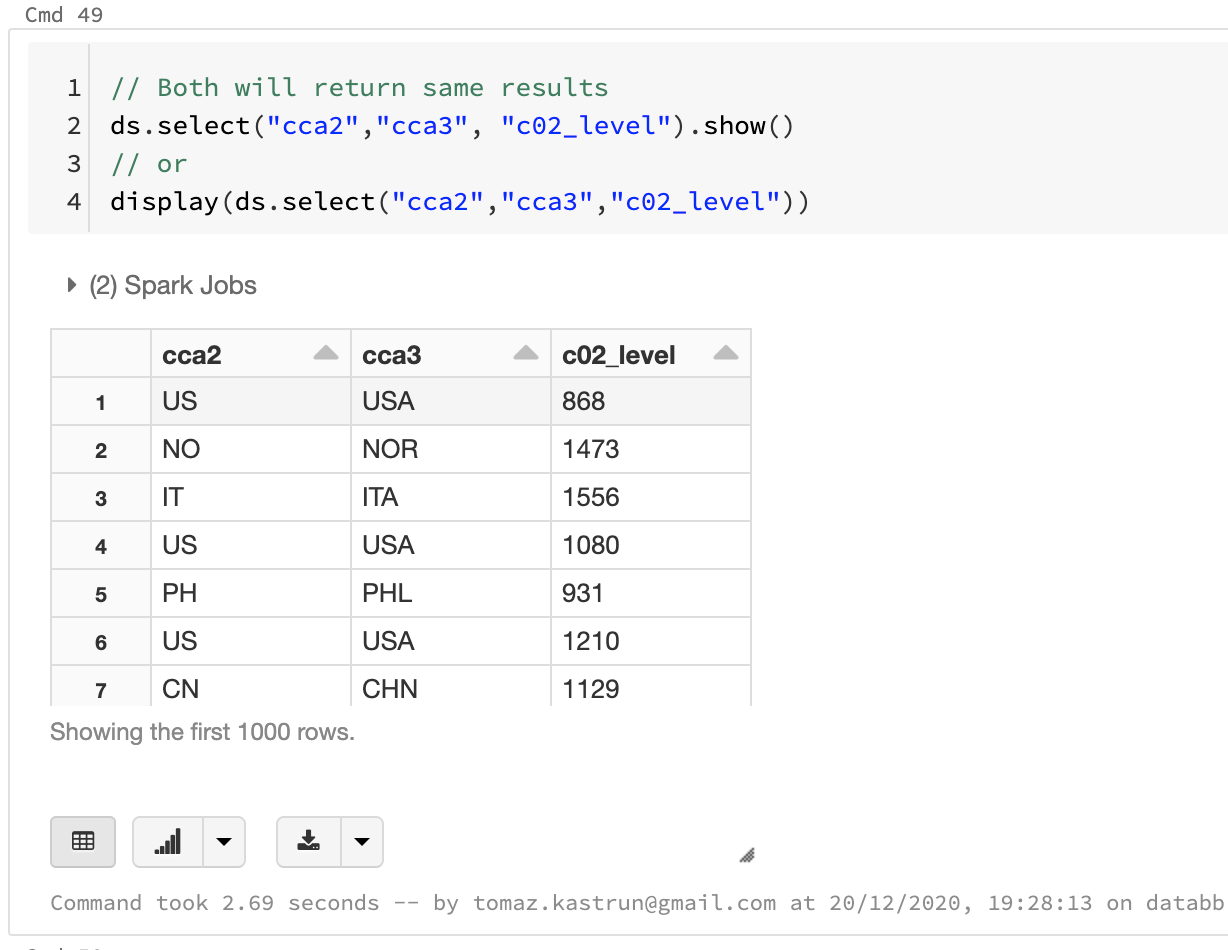 Cmd 49
1 // Both will return same results
2 ds.select("cca2","cca3", "c02_level").show()
3 // or
4 display(ds.select("cca2","cca3","c02_level"))
(2) Spark Jobs
cca2 cca3 c02_level
1 US USA 868
2 NO NOR 1473
3 IT ITA 1556
4 US USA 1080
5 PH PHL 931
6 US USA 1210
7 CN CHN 1129
Showing the first 1000 rows.
Command took 2.69 seconds -- by tomaz.kastrun@gmail.com at 20/12/2020, 19:28:13 on databb